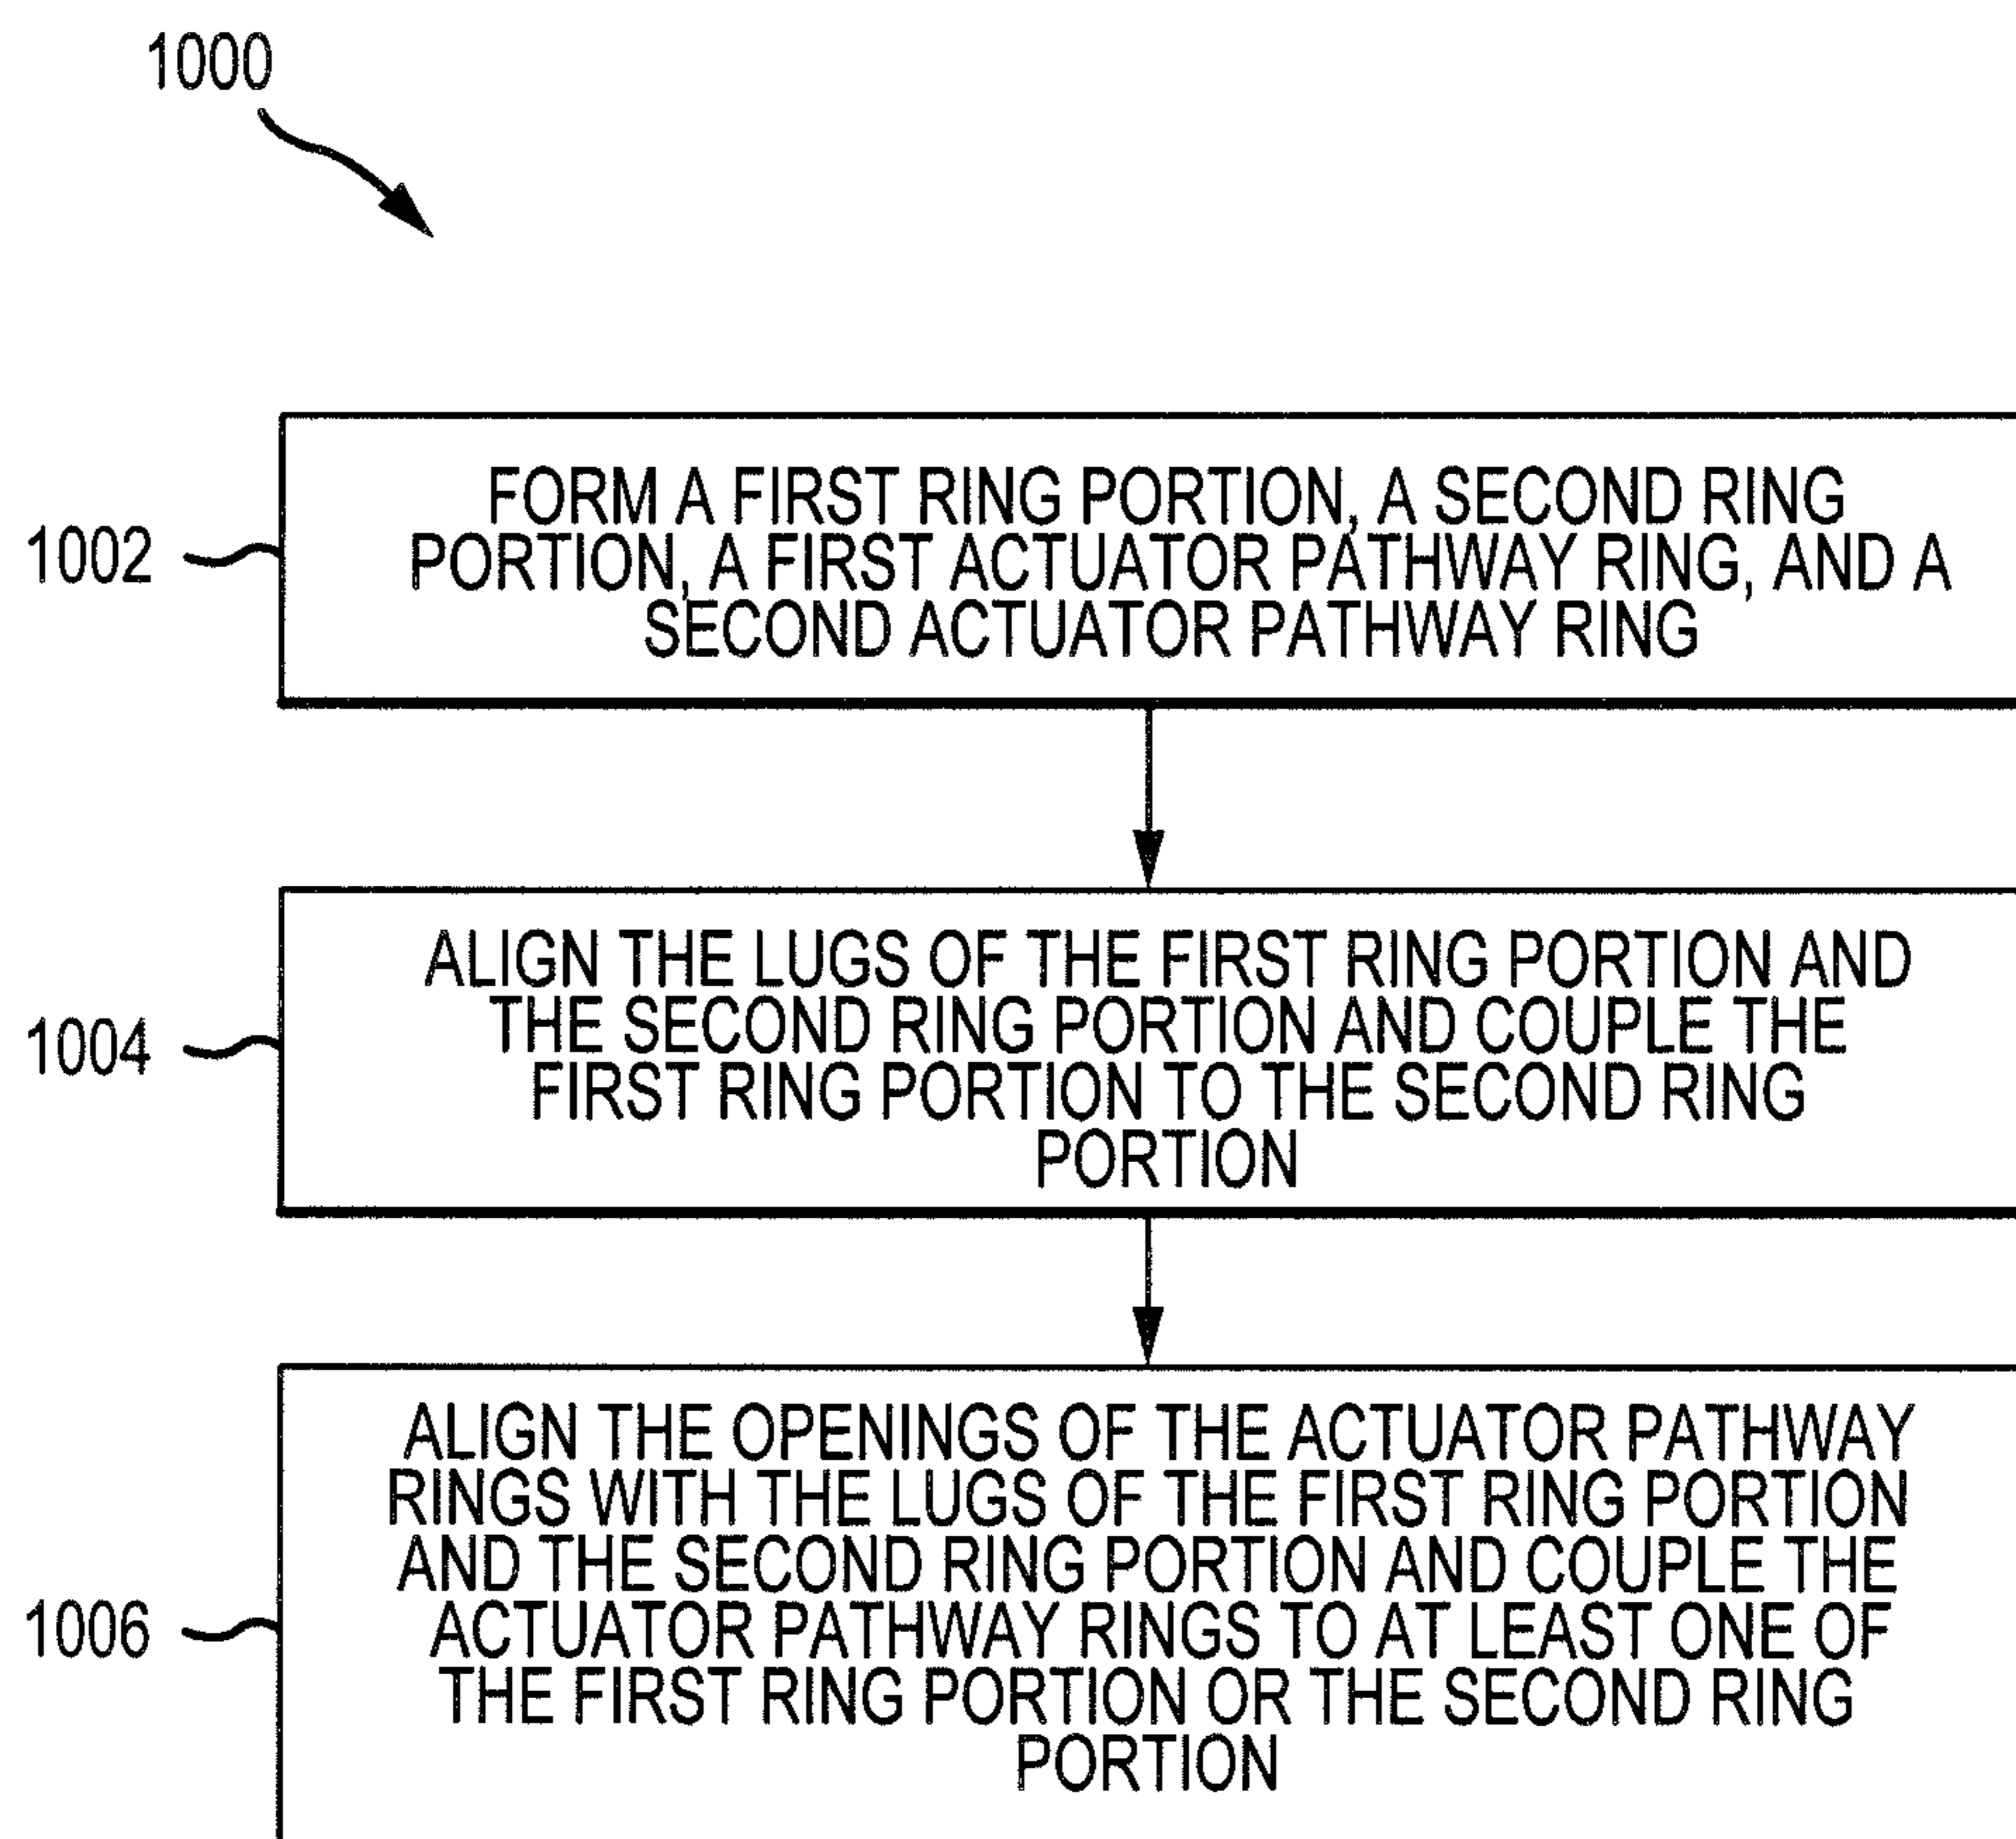 1000
1002
FORM A FIRST RING PORTION, A SECOND RING
PORTION, A FIRST ACTUATOR PATHWAY RING, AND A
SECOND ACTUATOR PATHWAY RING
1004
ALIGN THE LUGS OF THE FIRST RING PORTION AND
THE SECOND RING PORTION AND COUPLE THE
FIRST RING PORTION TO THE SECOND RING
PORTION
1006
ALIGN THE OPENINGS OF THE ACTUATOR PATHWAY
RINGS WITH THE LUGS OF THE FIRST RING PORTION
AND THE SECOND RING PORTION AND COUPLE THE
ACTUATOR PATHWAY RINGS TO AT LEAST ONE OF
THE FIRST RING PORTION OR THE SECOND RING
PORTION